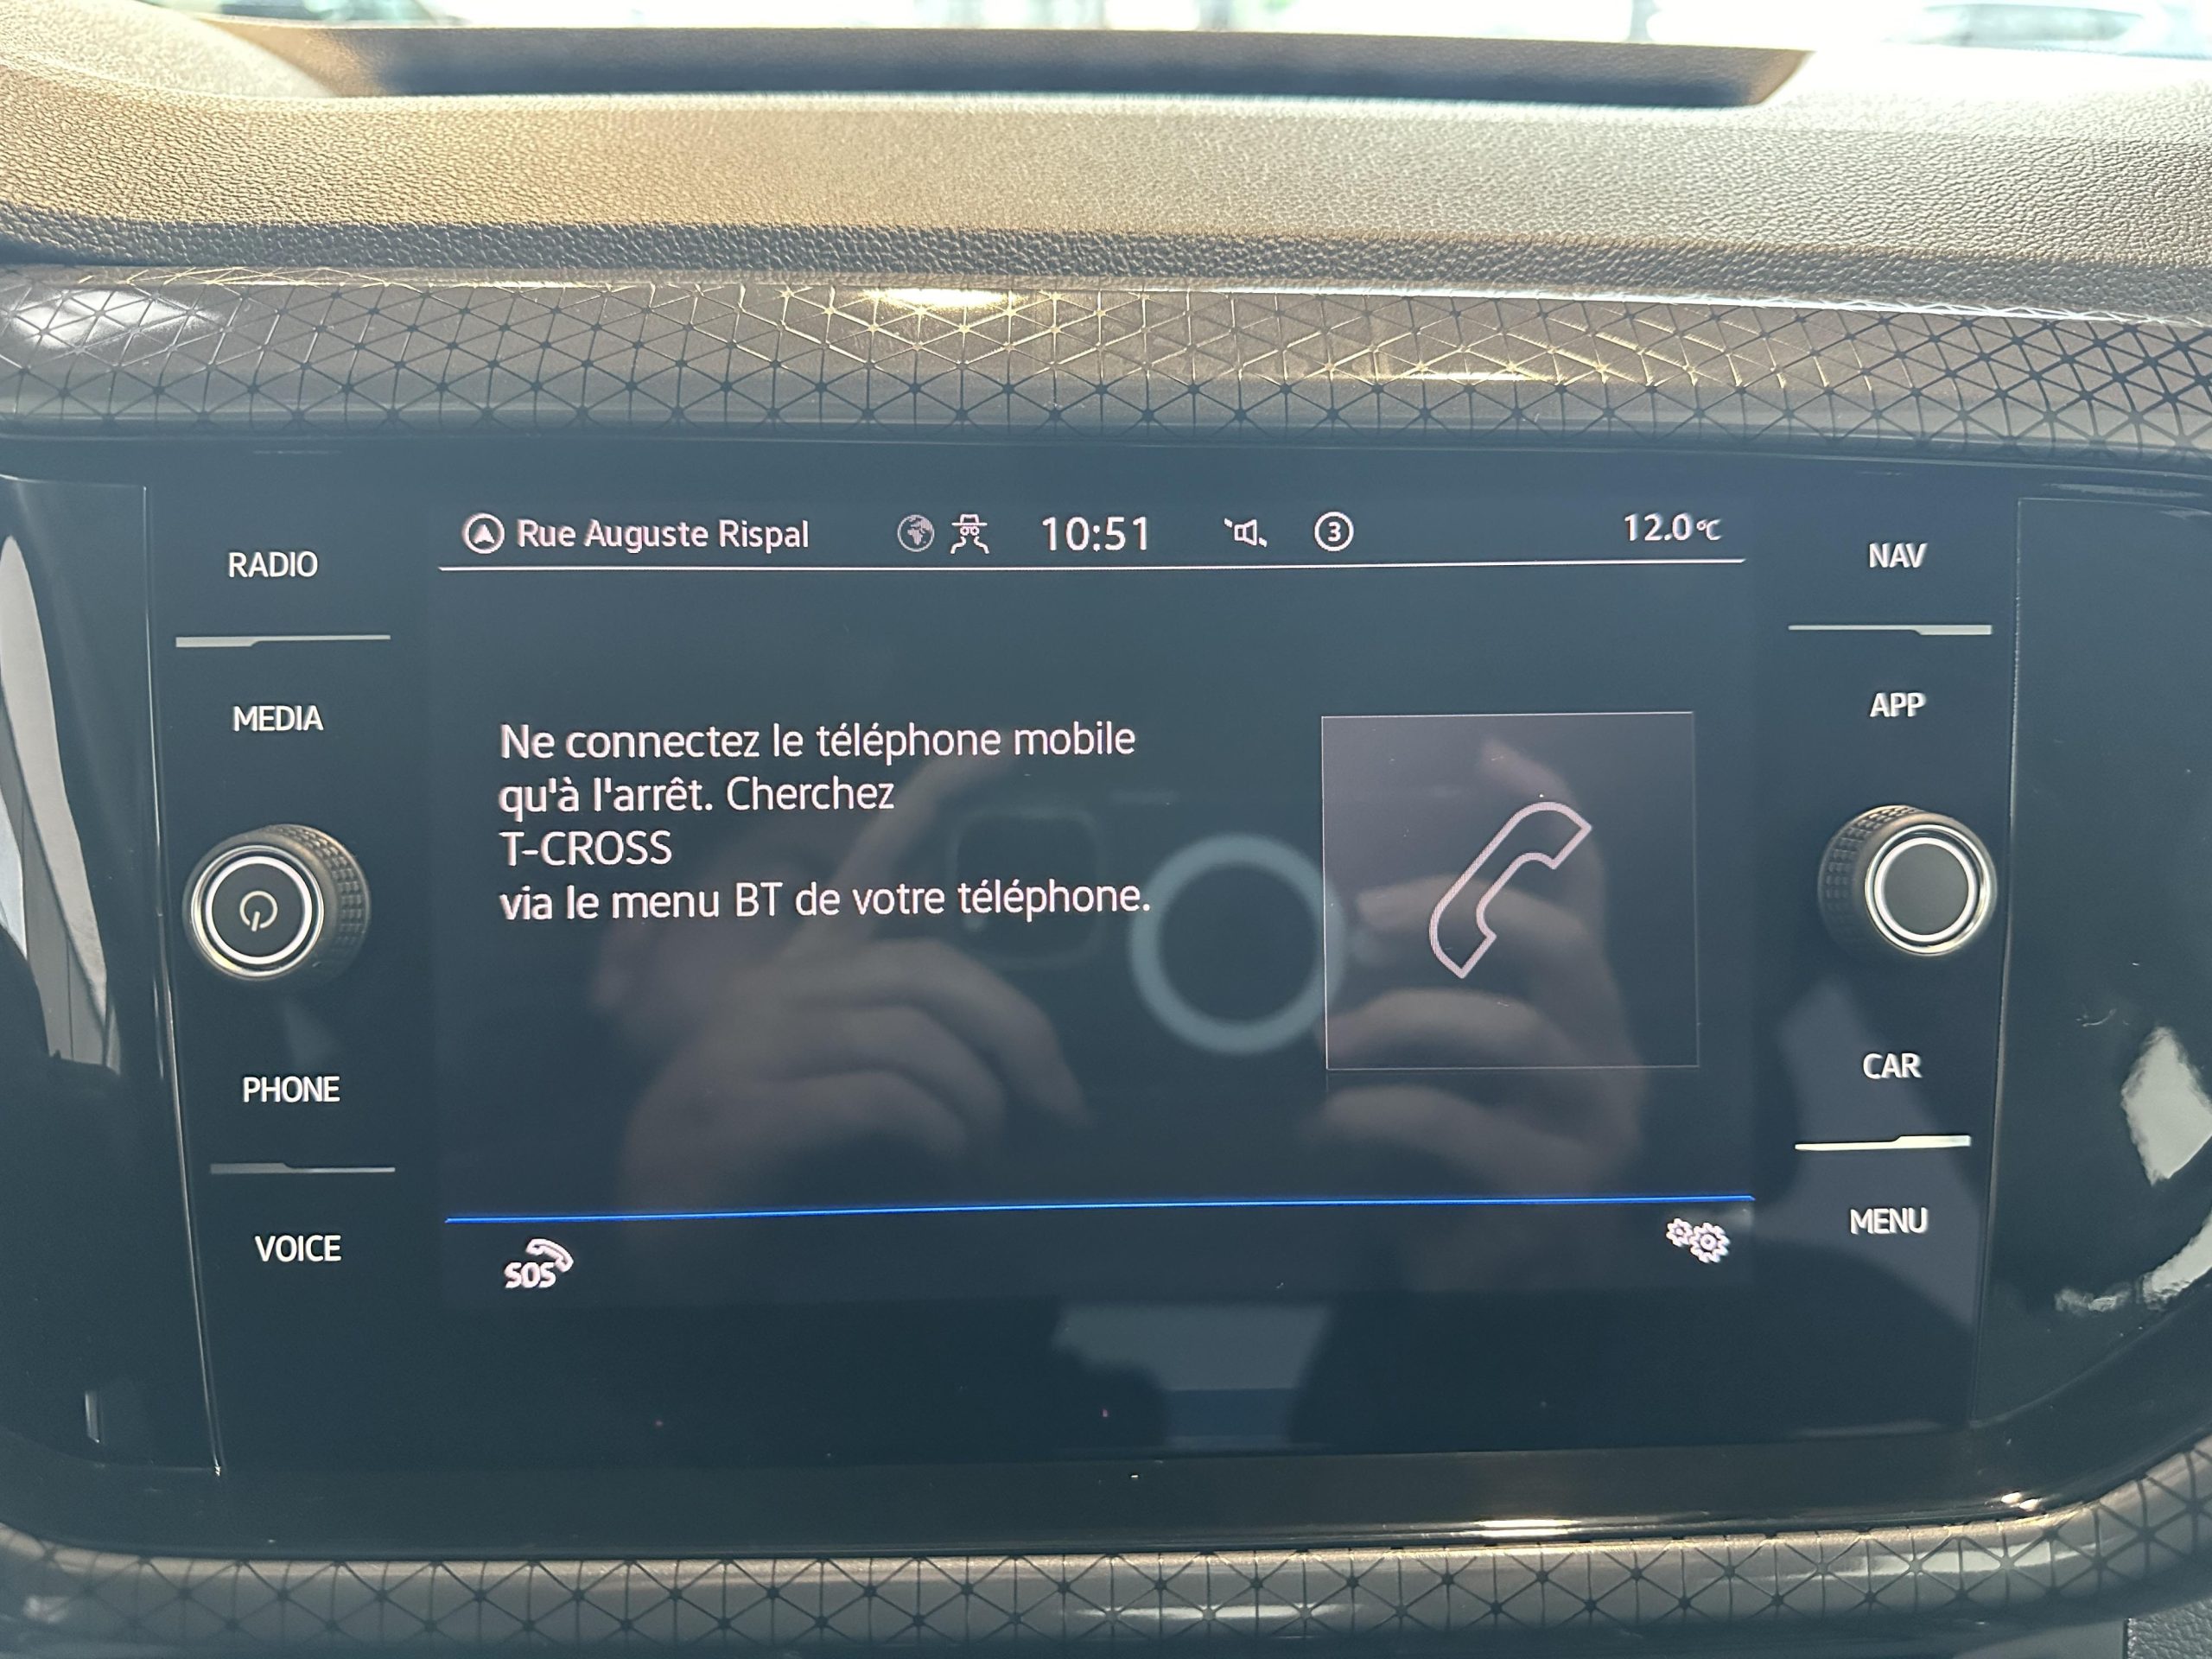 Rue Auguste Rispal 10:51 3 12.0°C
RADIO
NAV
MEDIA
APP
Ne connectez le téléphone mobile
qu'à l'arrêt. Cherchez
T-CROSS
via le menu BT de votre téléphone.
PHONE
CAR
VOICE
MENU
SOS